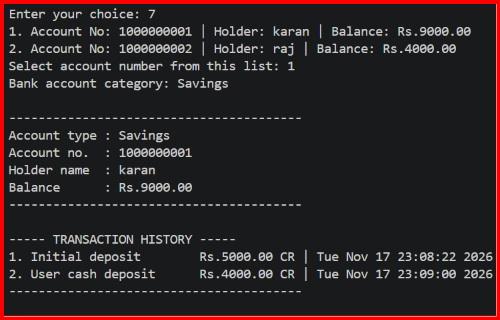 Enter your choice: 7
1. Account No: 1000000001 | Holder: karan | Balance: Rs.9000.00
2. Account No: 1000000002 | Holder: raj | Balance: Rs.4000.00
Select account number from this list: 1
Bank account category: Savings
----------------------------------------
Account type : Savings
Account no.  : 1000000001
Holder name  : karan
Balance      : Rs.9000.00
----------------------------------------
----- TRANSACTION HISTORY -----
1. Initial deposit        Rs.5000.00 CR | Tue Nov 17 23:08:22 2026
2. User cash deposit      Rs.4000.00 CR | Tue Nov 17 23:09:00 2026
----------------------------------------